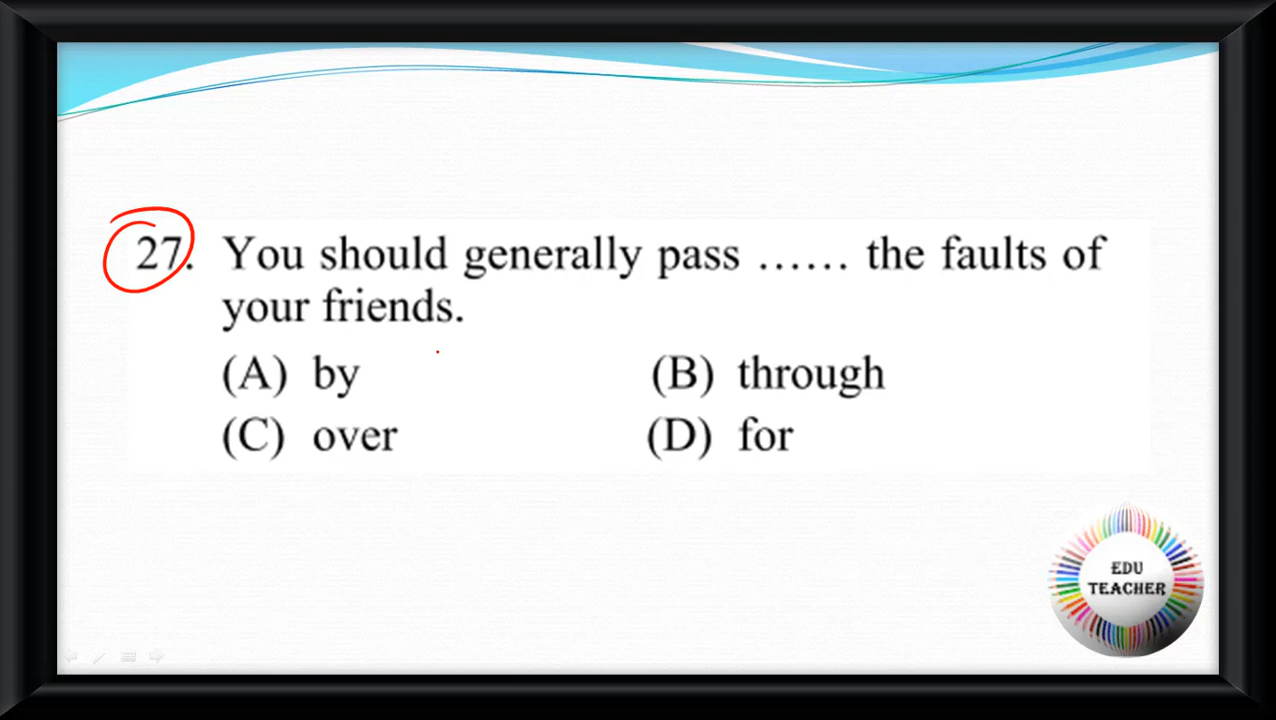 27. You should generally pass ...... the faults of
your friends.
(A) by (B) through
(C) over (D) for
EDU
TEACHER